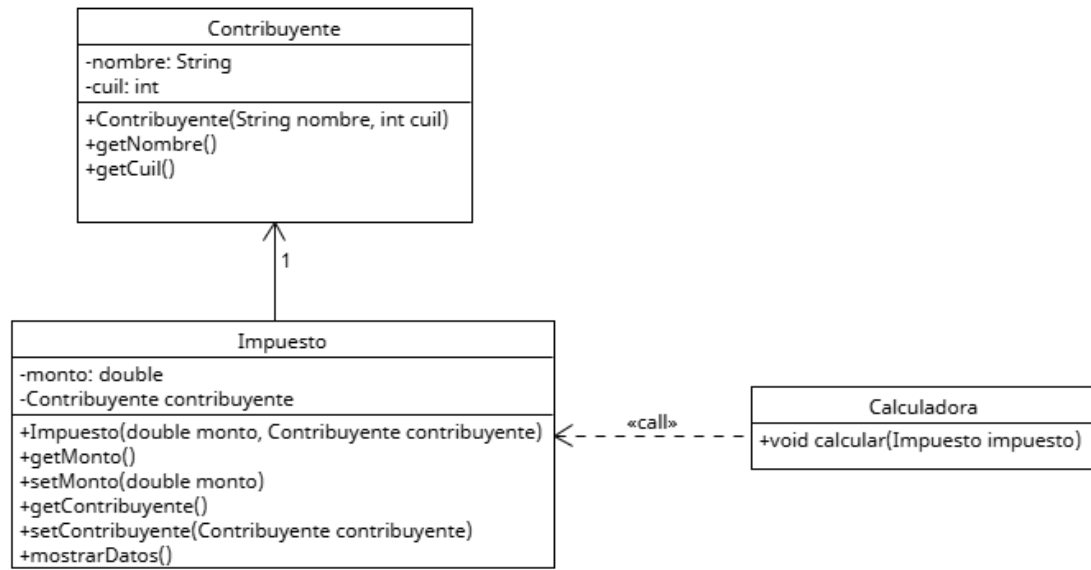 Contribuyente
-nombre: String
-cuil: int
+Contribuyente(String nombre, int cuil)
+getNombre()
+getCuil()
1
Impuesto
-monto: double
-Contribuyente contribuyente
+Impuesto(double monto, Contribuyente contribuyente)
+getMonto()
+setMonto(double monto)
+getContribuyente()
+setContribuyente(Contribuyente contribuyente)
+mostrarDatos()
«call»
Calculadora
+void calcular(Impuesto impuesto)